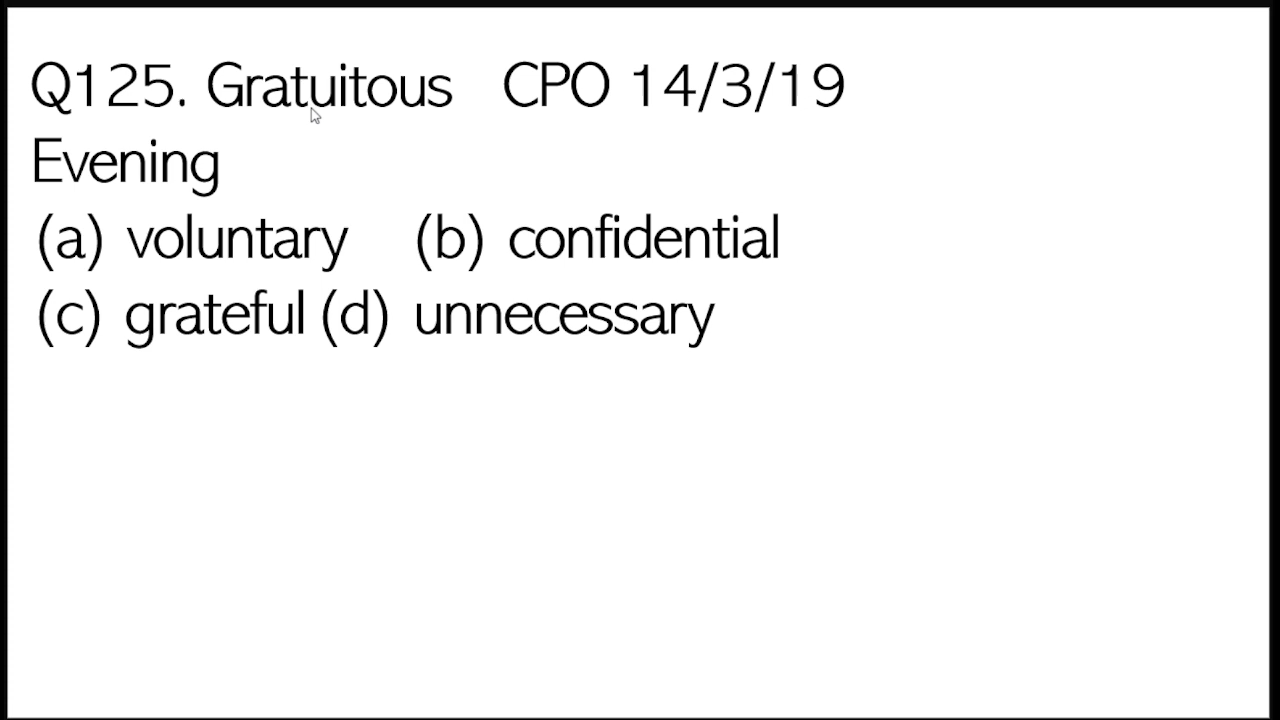 Q125. Gratuitous CPO 14/3/19
Evening
(a) voluntary (b) confidential
(c) grateful (d) unnecessary